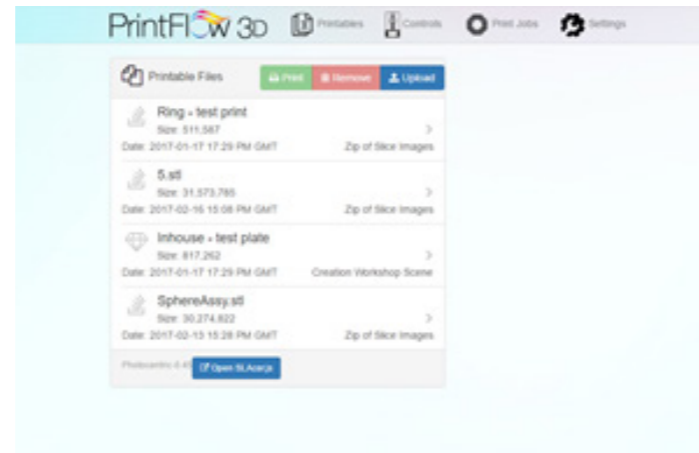 PrintFlow 3D Printables Controls Print Jobs Settings
Printable Files Print Remove Upload
Ring - test print
Size: 511,587
Date: 2017-01-17 17:29 PM GMT Zip of Slice Images
5.stl
Size: 31,573,785
Date: 2017-02-16 15:08 PM GMT Zip of Slice Images
Inhouse - test plate
Size: 817,262
Date: 2017-01-17 17:29 PM GMT Creation Workshop Scene
SphereAssy.stl
Size: 30,274,822
Date: 2017-02-13 15:28 PM GMT Zip of Slice Images
Open SLAcarça